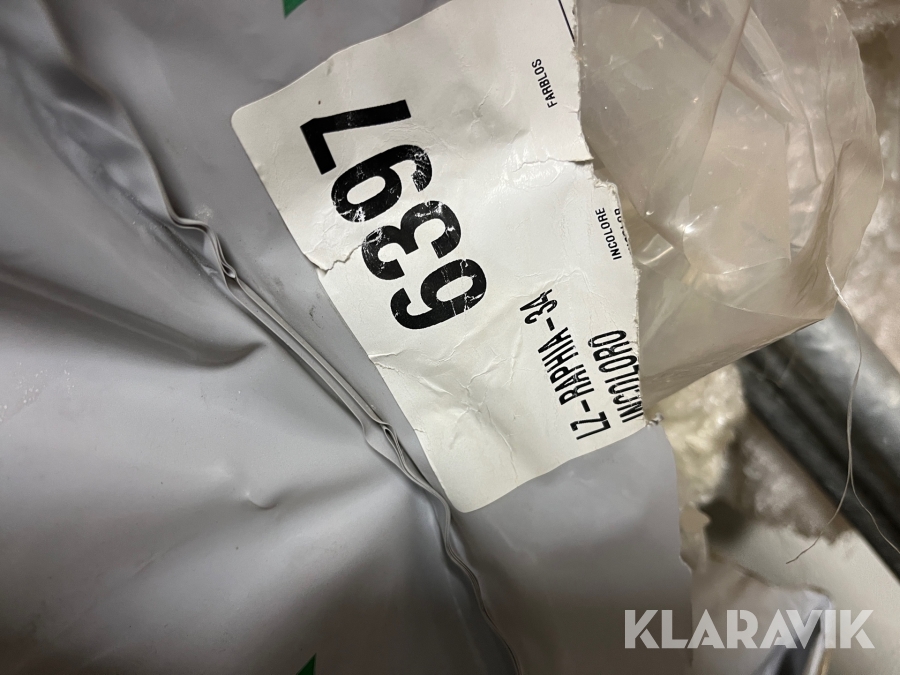 6397
LZ-RAPHIA-34
INCOLORO
INCOLORE
FARBLOS
KLARAVIK